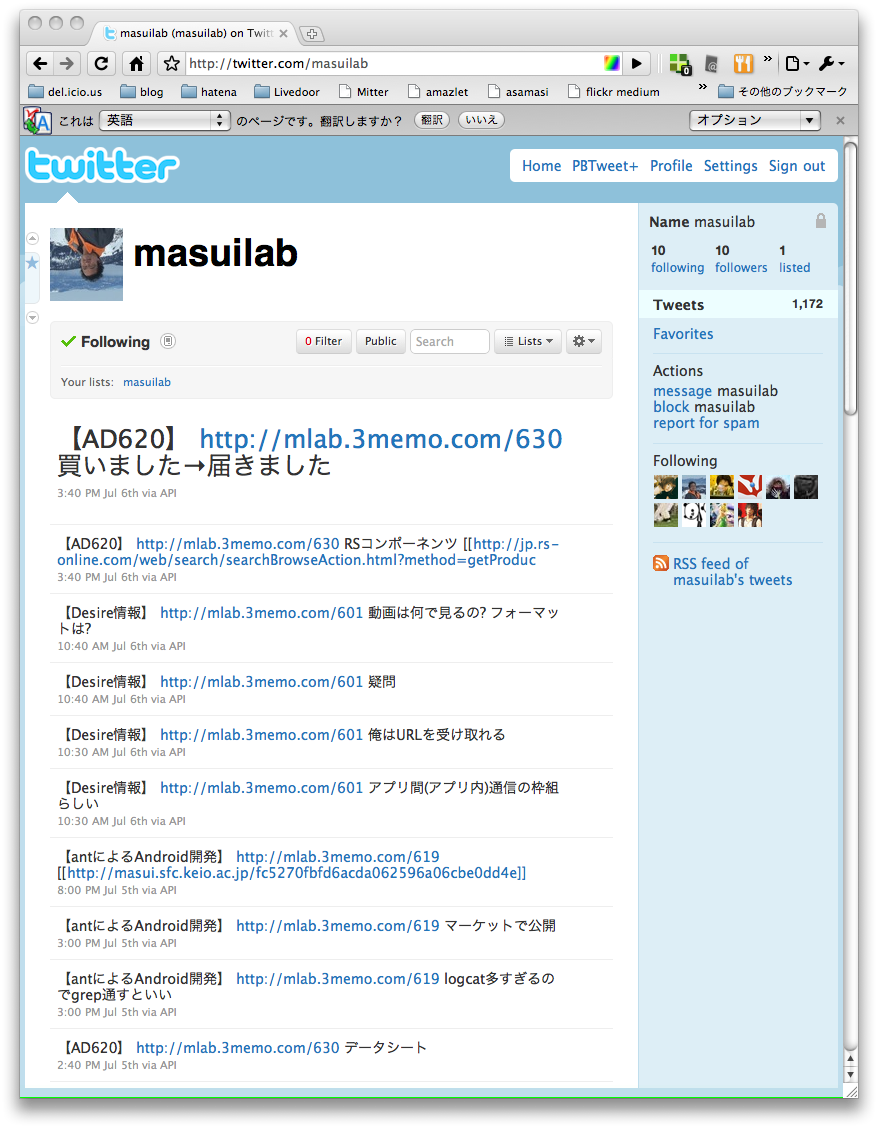 masuilab (masuilab) on Twitt
http://twitter.com/masuilab
0
del.icio.us blog hatena Livedoor Mitter amazlet asamasi flickr medium » その他のブックマーク
これは 英語 のページです。翻訳しますか？ 翻訳 いいえ オプション
twitter
Home PBTweet+ Profile Settings Sign out
masuilab
Following
0 Filter Public Search Lists
Your lists: masuilab
【AD620】 http://mlab.3memo.com/630
買いました→届きました
3:40 PM Jul 6th via API
【AD620】 http://mlab.3memo.com/630 RSコンポーネンツ [[http://jp.rs-
online.com/web/search/searchBrowseAction.html?method=getProduc
3:40 PM Jul 6th via API
【Desire情報】 http://mlab.3memo.com/601 動画は何で見るの? フォーマッ
トは?
10:40 AM Jul 6th via API
【Desire情報】 http://mlab.3memo.com/601 疑問
10:40 AM Jul 6th via API
【Desire情報】 http://mlab.3memo.com/601 俺はURLを受け取れる
10:30 AM Jul 6th via API
【Desire情報】 http://mlab.3memo.com/601 アプリ間(アプリ内)通信の枠組
らしい
10:30 AM Jul 6th via API
【antによるAndroid開発】 http://mlab.3memo.com/619
[[http://masui.sfc.keio.ac.jp/fc5270fbfd6acda062596a06cbe0dd4e]]
8:00 PM Jul 5th via API
【antによるAndroid開発】 http://mlab.3memo.com/619 マーケットで公開
3:00 PM Jul 5th via API
【antによるAndroid開発】 http://mlab.3memo.com/619 logcat多すぎるの
でgrep通すといい
3:00 PM Jul 5th via API
【AD620】 http://mlab.3memo.com/630 データシート
2:40 PM Jul 5th via API
Name masuilab
10 10 1
following followers listed
Tweets 1,172
Favorites
Actions
message masuilab
block masuilab
report for spam
Following
RSS feed of
masuilab's tweets